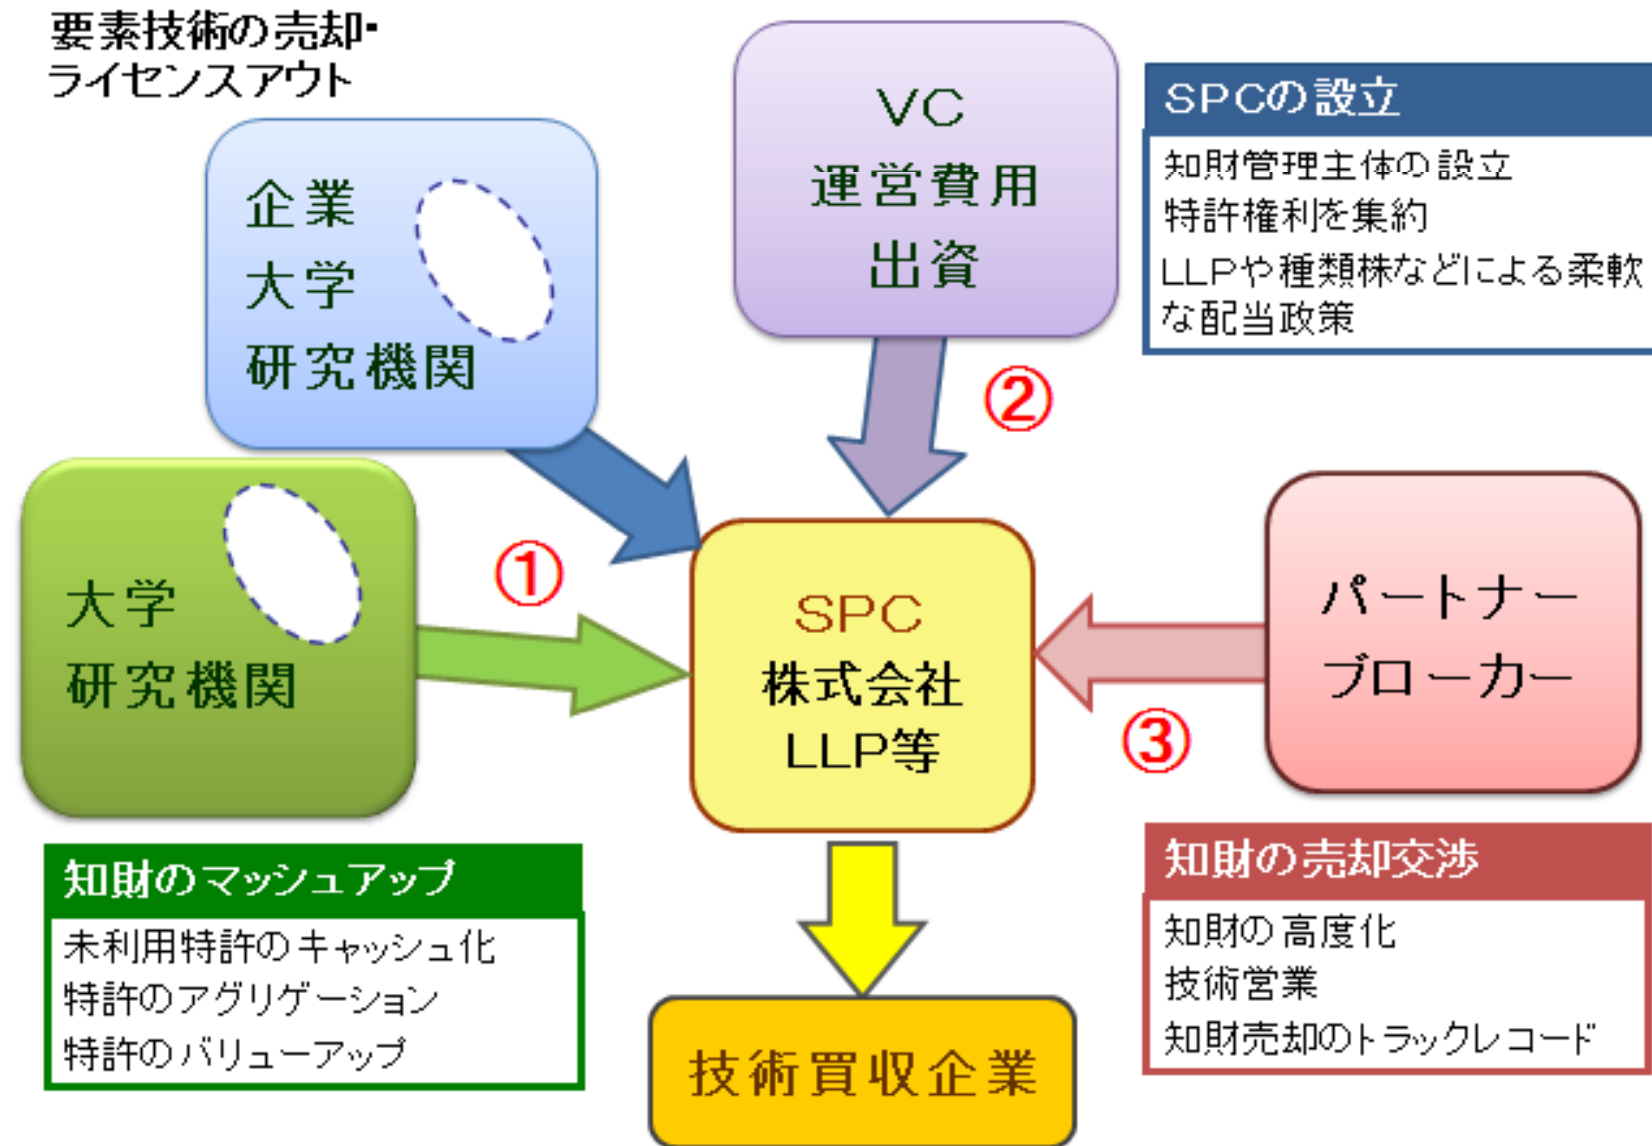 要素技術の売却・
ライセンスアウト
企業
大学
研究機関
VC
運営費用
出資
SPCの設立
知財管理主体の設立
特許権利を集約
LLPや種類株などによる柔軟
な配当政策
②
①
大学
研究機関
SPC
株式会社
LLP等
パートナー
ブローカー
③
知財のマッシュアップ
未利用特許のキャッシュ化
特許のアグリゲーション
特許のバリューアップ
知財の売却交渉
知財の高度化
技術営業
知財売却のトラックレコード
技術買収企業